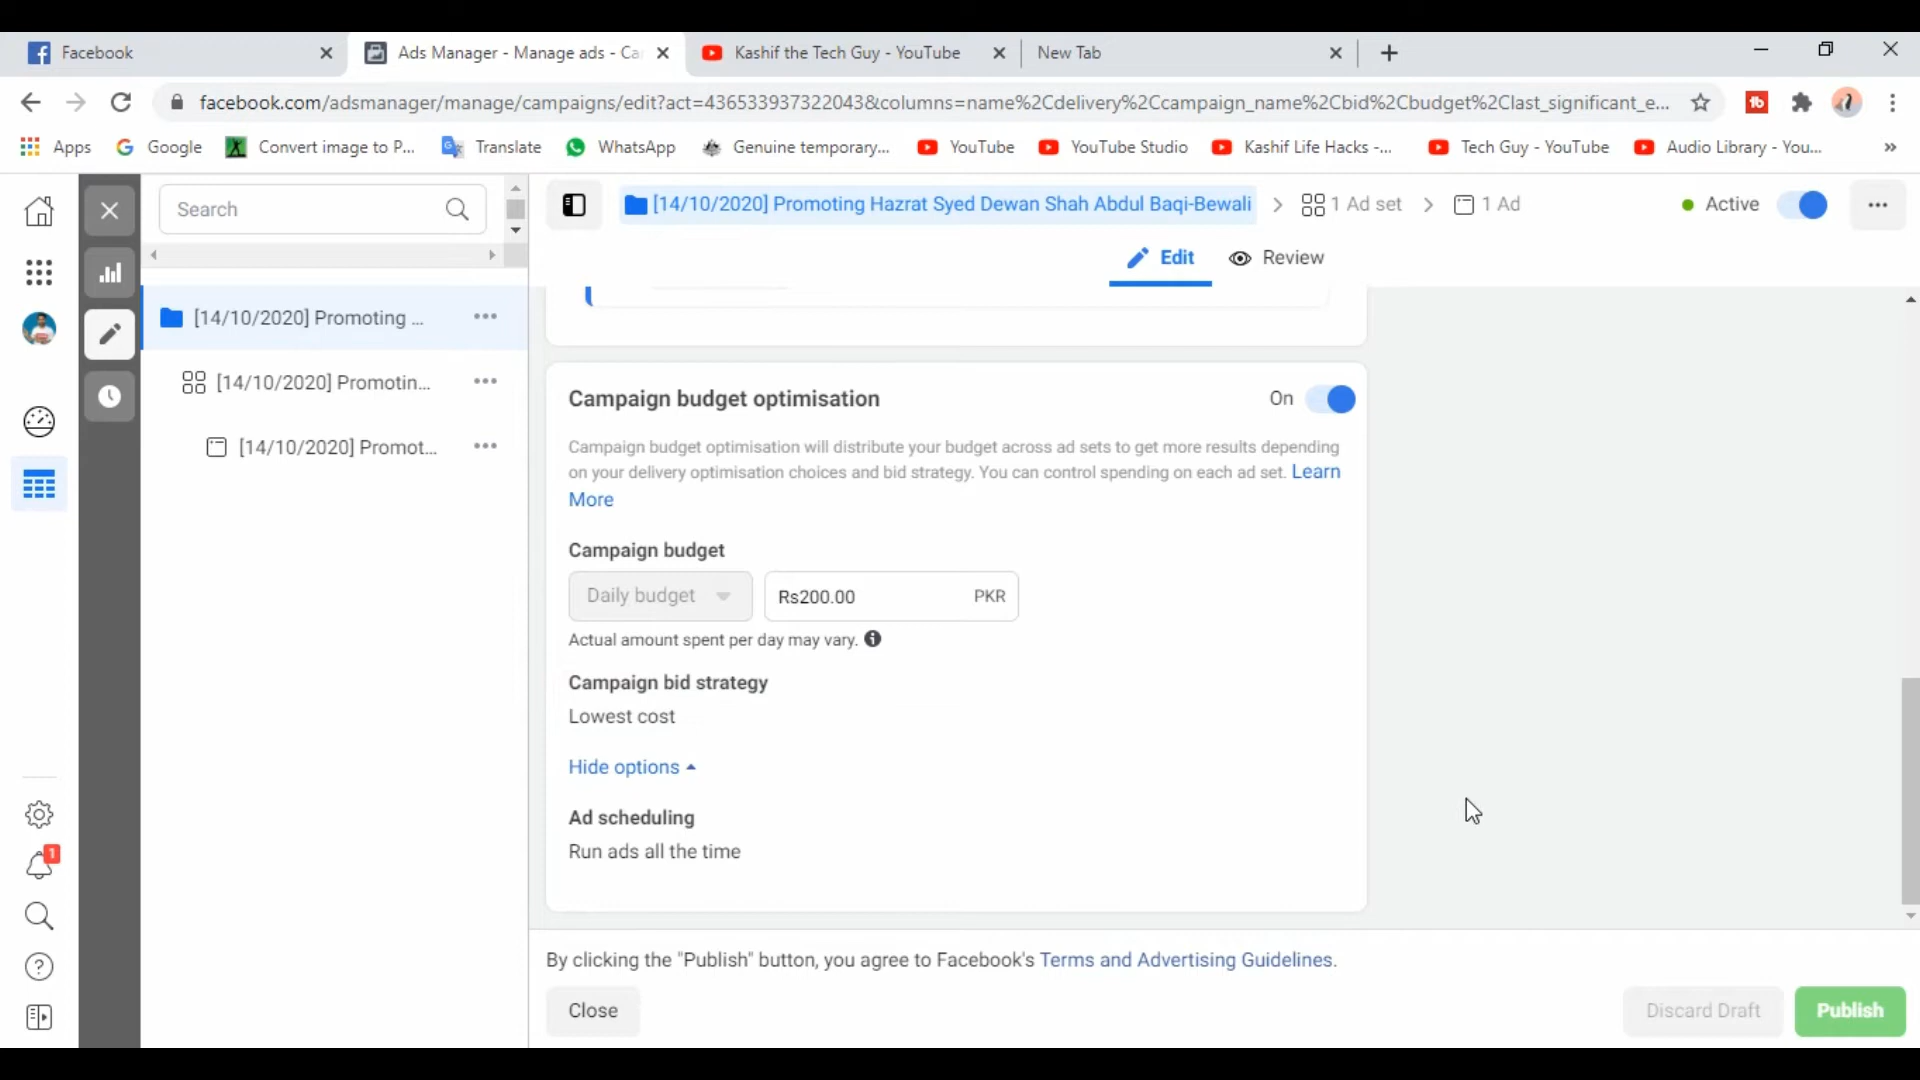 Facebook
Ads Manager - Manage ads - Ca
Kashif the Tech Guy - YouTube
New Tab
facebook.com/adsmanager/manage/campaigns/edit?act=436533937322043&columns=name%2Cdelivery%2Ccampaign_name%2Cbid%2Cbudget%2Clast_significant_e...
Apps
Google
Convert image to P...
Translate
WhatsApp
Genuine temporary...
YouTube
YouTube Studio
Kashif Life Hacks -...
Tech Guy - YouTube
Audio Library - You...
»
Search
[14/10/2020] Promoting Hazrat Syed Dewan Shah Abdul Baqi-Bewali
1 Ad set
1 Ad
Active
Edit
Review
[14/10/2020] Promoting ...
[14/10/2020] Promotin...
[14/10/2020] Promot...
Campaign budget optimisation
On
Campaign budget optimisation will distribute your budget across ad sets to get more results depending
on your delivery optimisation choices and bid strategy. You can control spending on each ad set. Learn
More
Campaign budget
Daily budget
Rs200.00
PKR
Actual amount spent per day may vary.
Campaign bid strategy
Lowest cost
Hide options
Ad scheduling
Run ads all the time
1
By clicking the "Publish" button, you agree to Facebook's Terms and Advertising Guidelines.
Close
Discard Draft
Publish